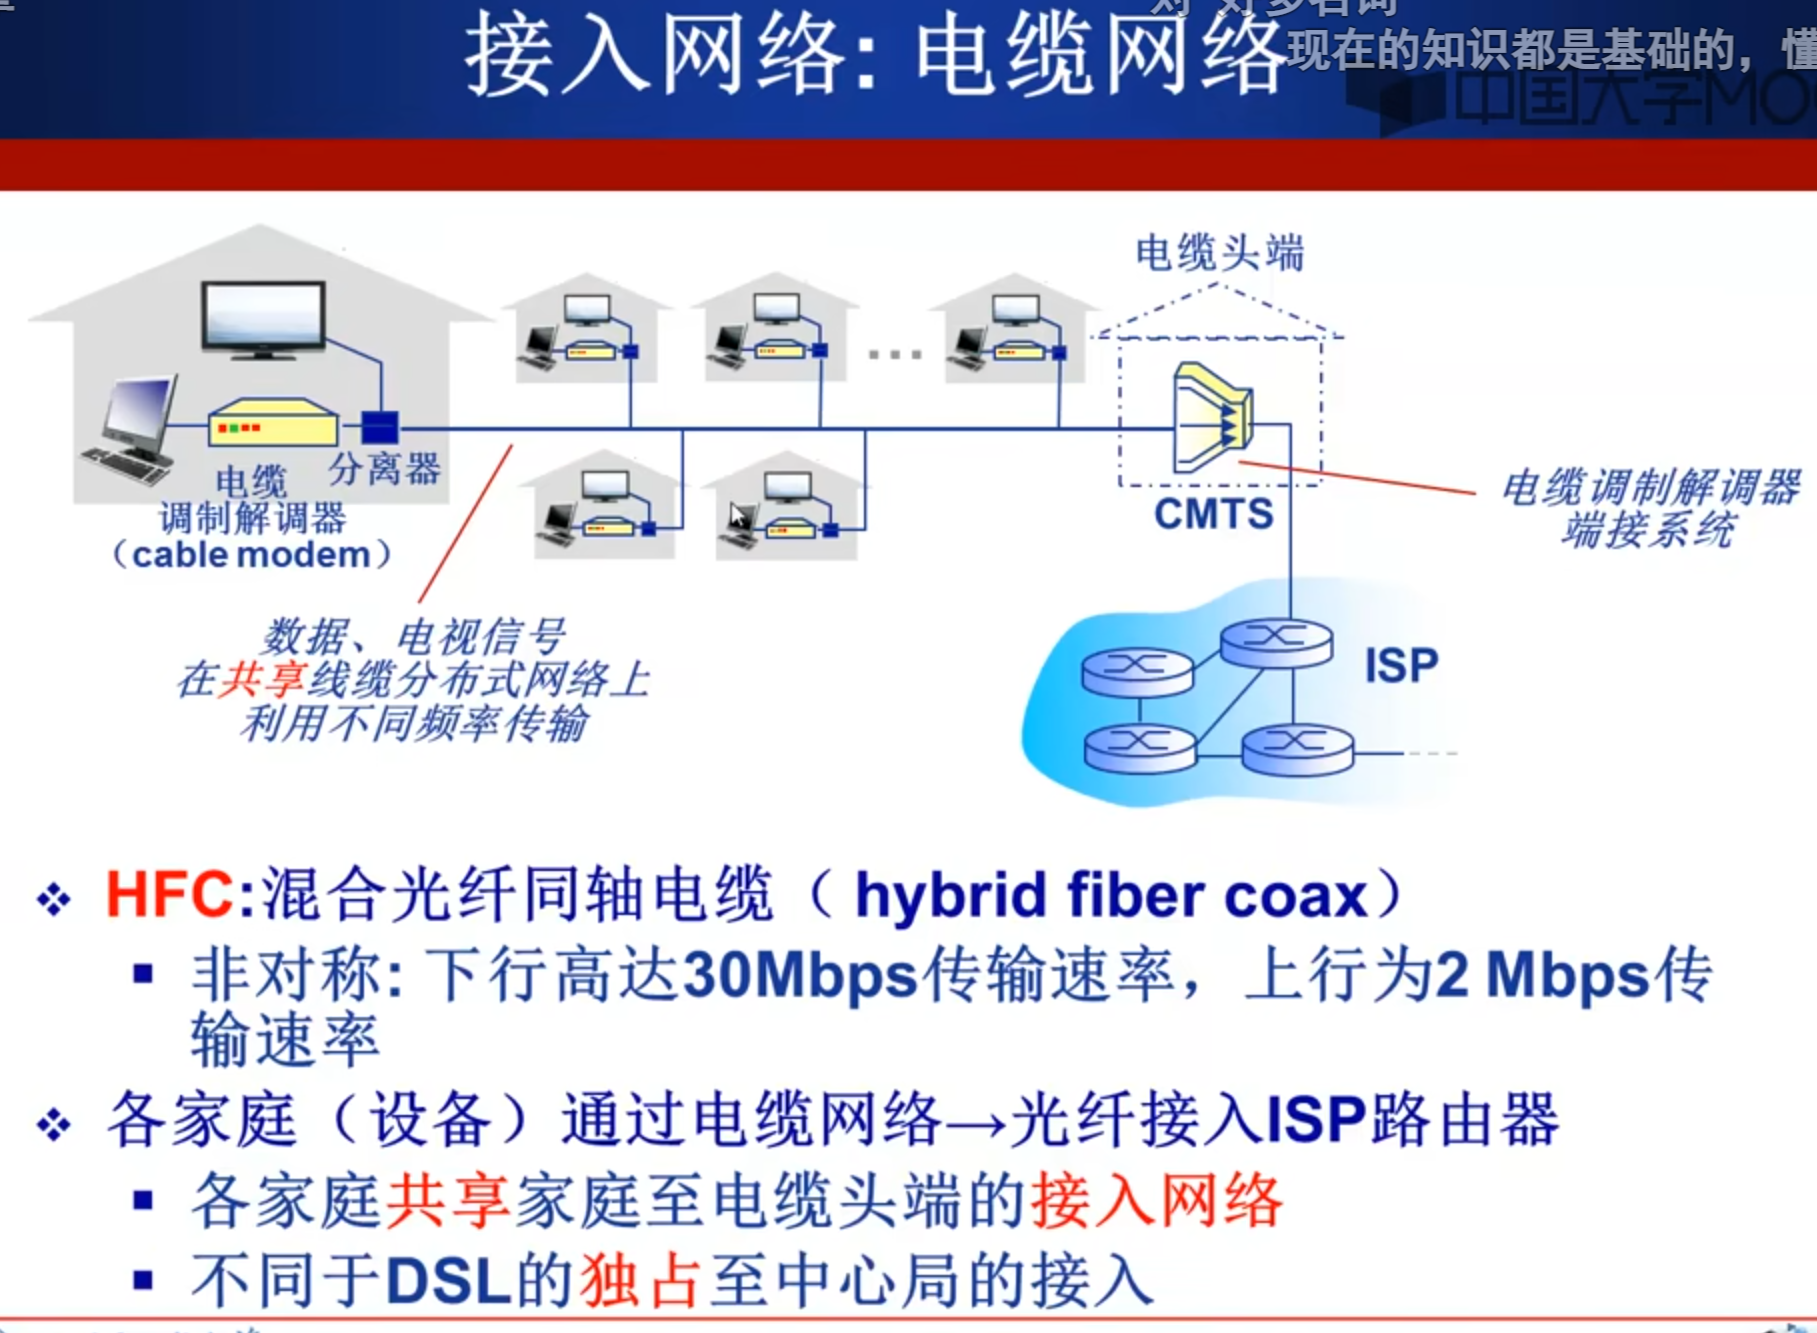 接入网络: 电缆网络
现在的知识都是基础的，懂
中国大学MO
电缆头端
电缆
调制解调器
（cable modem）
分离器
CMTS
电缆调制解调器
端接系统
数据、电视信号
在共享线缆分布式网络上
利用不同频率传输
ISP
❖ HFC:混合光纤同轴电缆（ hybrid fiber coax）
▪ 非对称: 下行高达30Mbps传输速率，上行为2 Mbps传
输速率
❖ 各家庭（设备）通过电缆网络→光纤接入ISP路由器
▪ 各家庭共享家庭至电缆头端的接入网络
▪ 不同于DSL的独占至中心局的接入